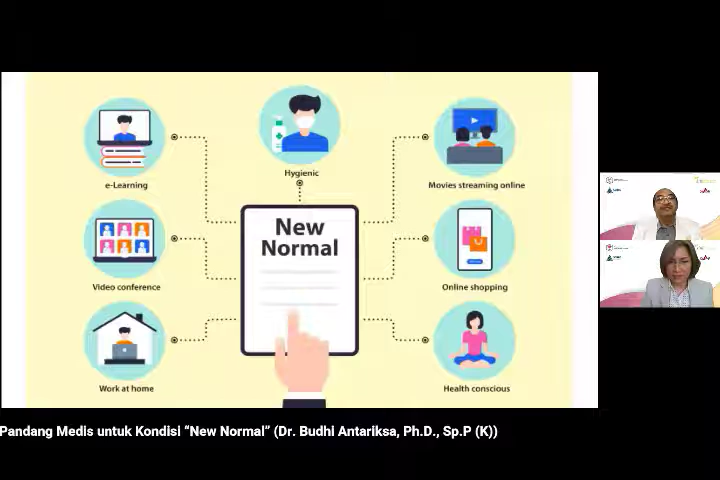 e-Learning
Hygienic
Movies streaming online
New
Normal
Video conference
Online shopping
Work at home
Health conscious
Pandang Medis untuk Kondisi “New Normal” (Dr. Budhi Antariksa, Ph.D., Sp.P (K))